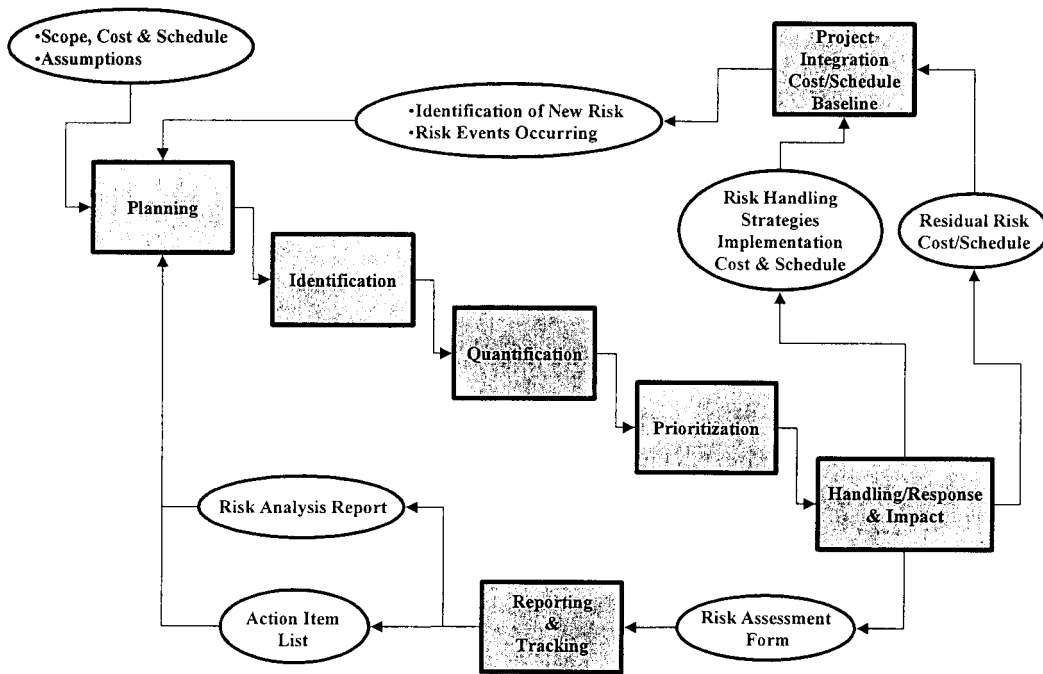 •Scope, Cost & Schedule
•Assumptions
Project
Integration
Cost/Schedule
Baseline
•Identification of New Risk
•Risk Events Occurring
Planning
Risk Handling
Strategies
Implementation
Cost & Schedule
Residual Risk
Cost/Schedule
Identification
Quantification
Prioritization
Handling/Response
& Impact
Risk Analysis Report
Reporting
&
Tracking
Action Item
List
Risk Assessment
Form